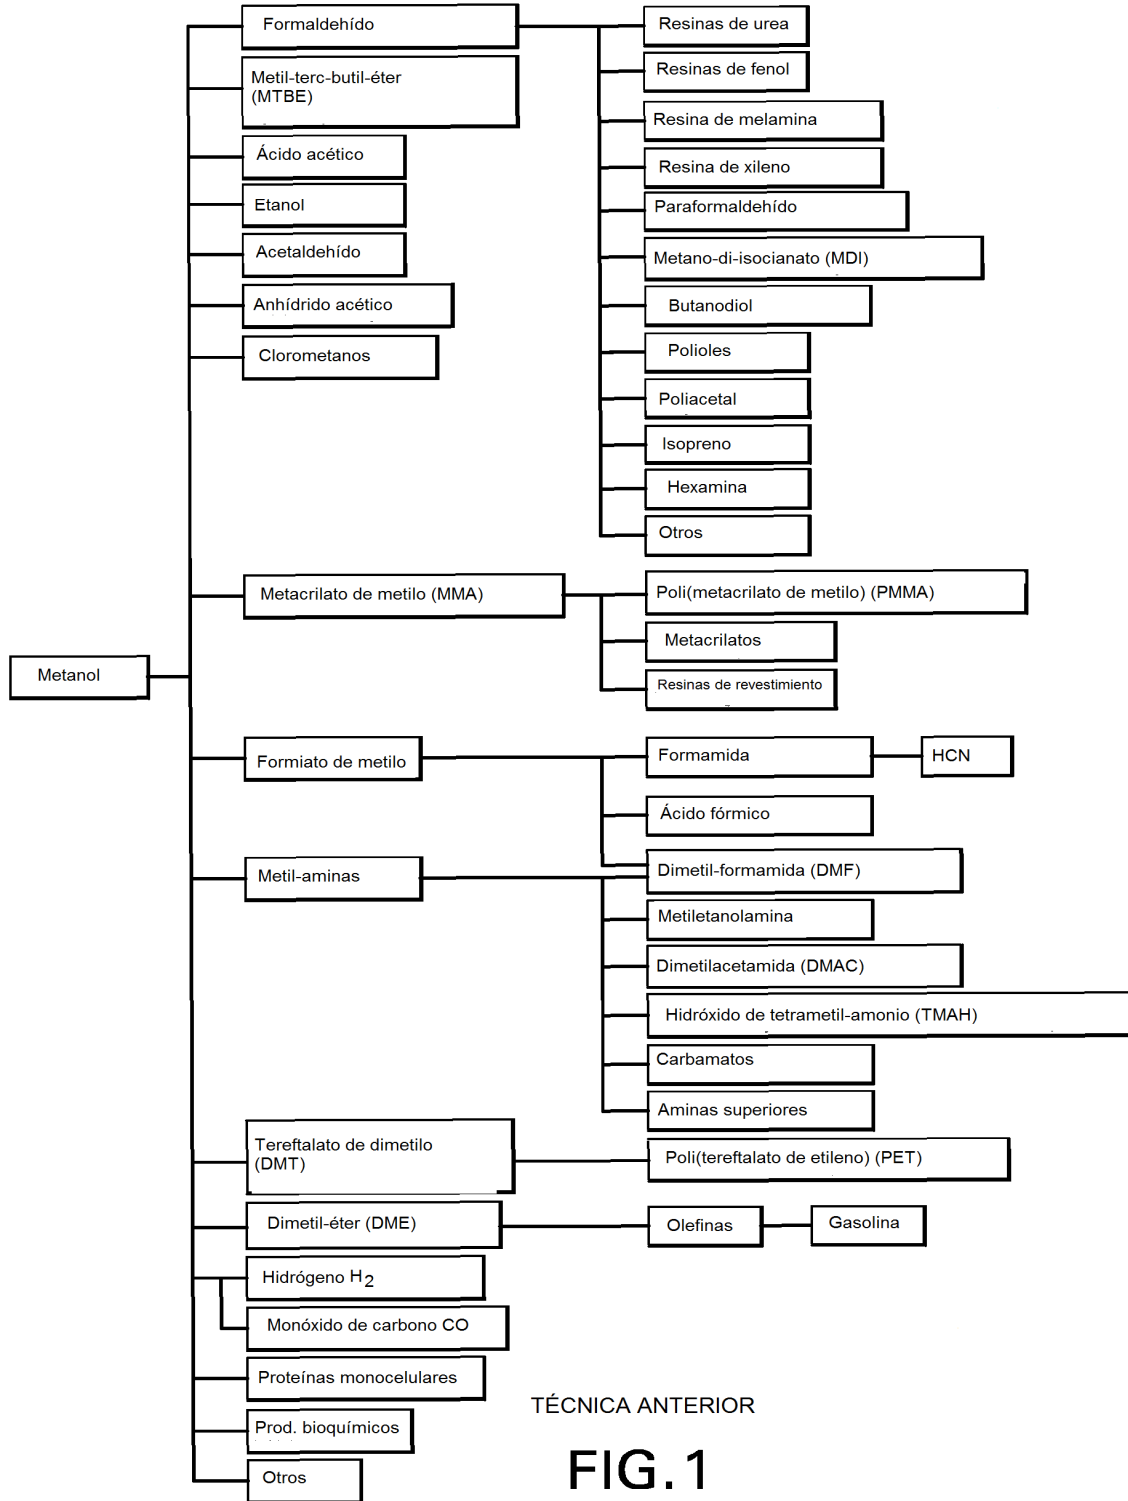 Metanol
Formaldehído
Metil-terc-butil-éter
(MTBE)
Ácido acético
Etanol
Acetaldehído
Anhídrido acético
Clorometanos
Resinas de urea
Resinas de fenol
Resina de melamina
Resina de xileno
Paraformaldehído
Metano-di-isocianato (MDI)
Butanodiol
Polioles
Poliacetal
Isopreno
Hexamina
Otros
Metacrilato de metilo (MMA)
Poli(metacrilato de metilo) (PMMA)
Metacrilatos
Resinas de revestimiento
Formiato de metilo
Formamida
HCN
Ácido fórmico
Metil-aminas
Dimetil-formamida (DMF)
Metiletanolamina
Dimetilacetamida (DMAC)
Hidróxido de tetrametil-amonio (TMAH)
Carbamatos
Aminas superiores
Tereftalato de dimetilo
(DMT)
Poli(tereftalato de etileno) (PET)
Dimetil-éter (DME)
Olefinas
Gasolina
Hidrógeno H2
Monóxido de carbono CO
Proteínas monocelulares
Prod. bioquímicos
Otros
TÉCNICA ANTERIOR
FIG.1